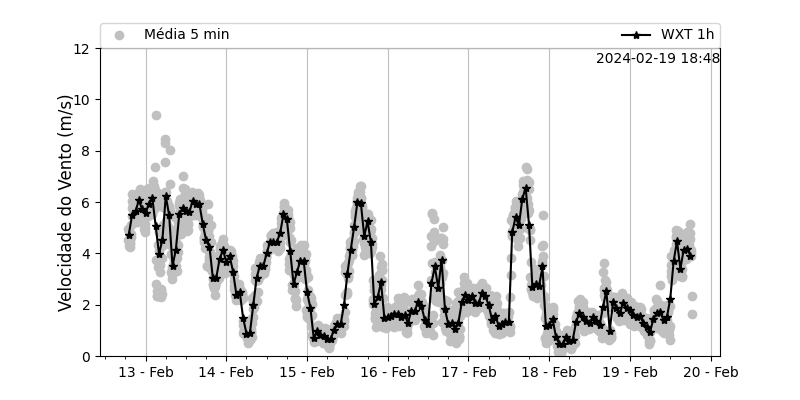 Média 5 min
WXT 1h
2024-02-19 18:48
Velocidade do Vento (m/s)
12
10
8
6
4
2
0
13 - Feb
14 - Feb
15 - Feb
16 - Feb
17 - Feb
18 - Feb
19 - Feb
20 - Feb